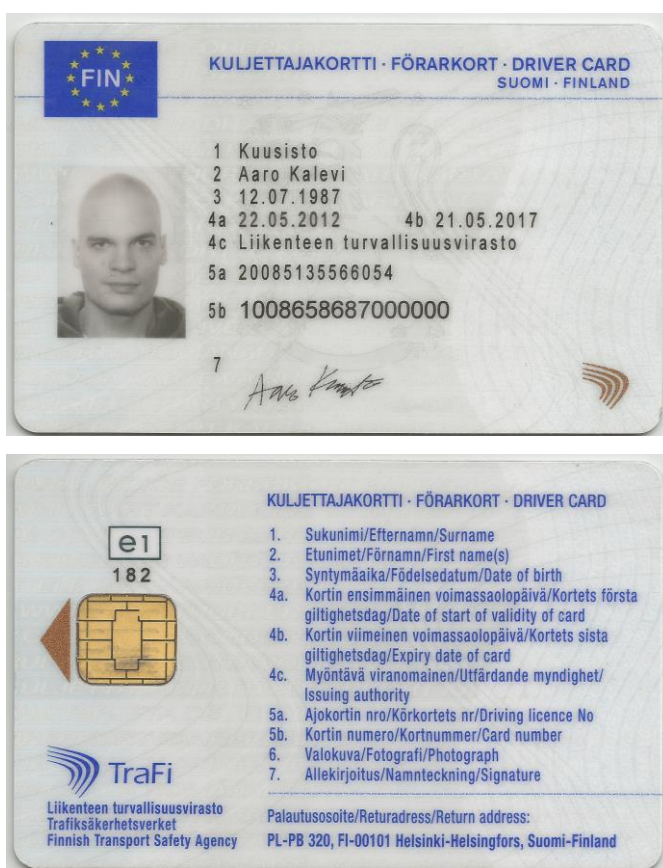 FIN
KULJETTAJAKORTTI · FÖRARKORT · DRIVER CARD
SUOMI · FINLAND
1 Kuusisto
2 Aaro Kalevi
3 12.07.1987
4a 22.05.2012 4b 21.05.2017
4c Liikenteen turvallisuusvirasto
5a 20085135566054
5b 1008658687000000
7
KULJETTAJAKORTTI · FÖRARKORT · DRIVER CARD
e1
182
1. Sukunimi/Efternamn/Surname
2. Etunimet/Förnamn/First name(s)
3. Syntymäaika/Födelsedatum/Date of birth
4a. Kortin ensimmäinen voimassaolopäivä/Kortets första
giltighetsdag/Date of start of validity of card
4b. Kortin viimeinen voimassaolopäivä/Kortets sista
giltighetsdag/Expiry date of card
4c. Myöntävä viranomainen/Utfärdande myndighet/
Issuing authority
5a. Ajokortin nro/Körkortets nr/Driving licence No
5b. Kortin numero/Kortnummer/Card number
6. Valokuva/Fotografi/Photograph
7. Allekirjoitus/Namnteckning/Signature
TraFi
Liikenteen turvallisuusvirasto
Trafiksäkerhetsverket
Finnish Transport Safety Agency
Palautusosoite/Returadress/Return address:
PL-PB 320, FI-00101 Helsinki-Helsingfors, Suomi-Finland